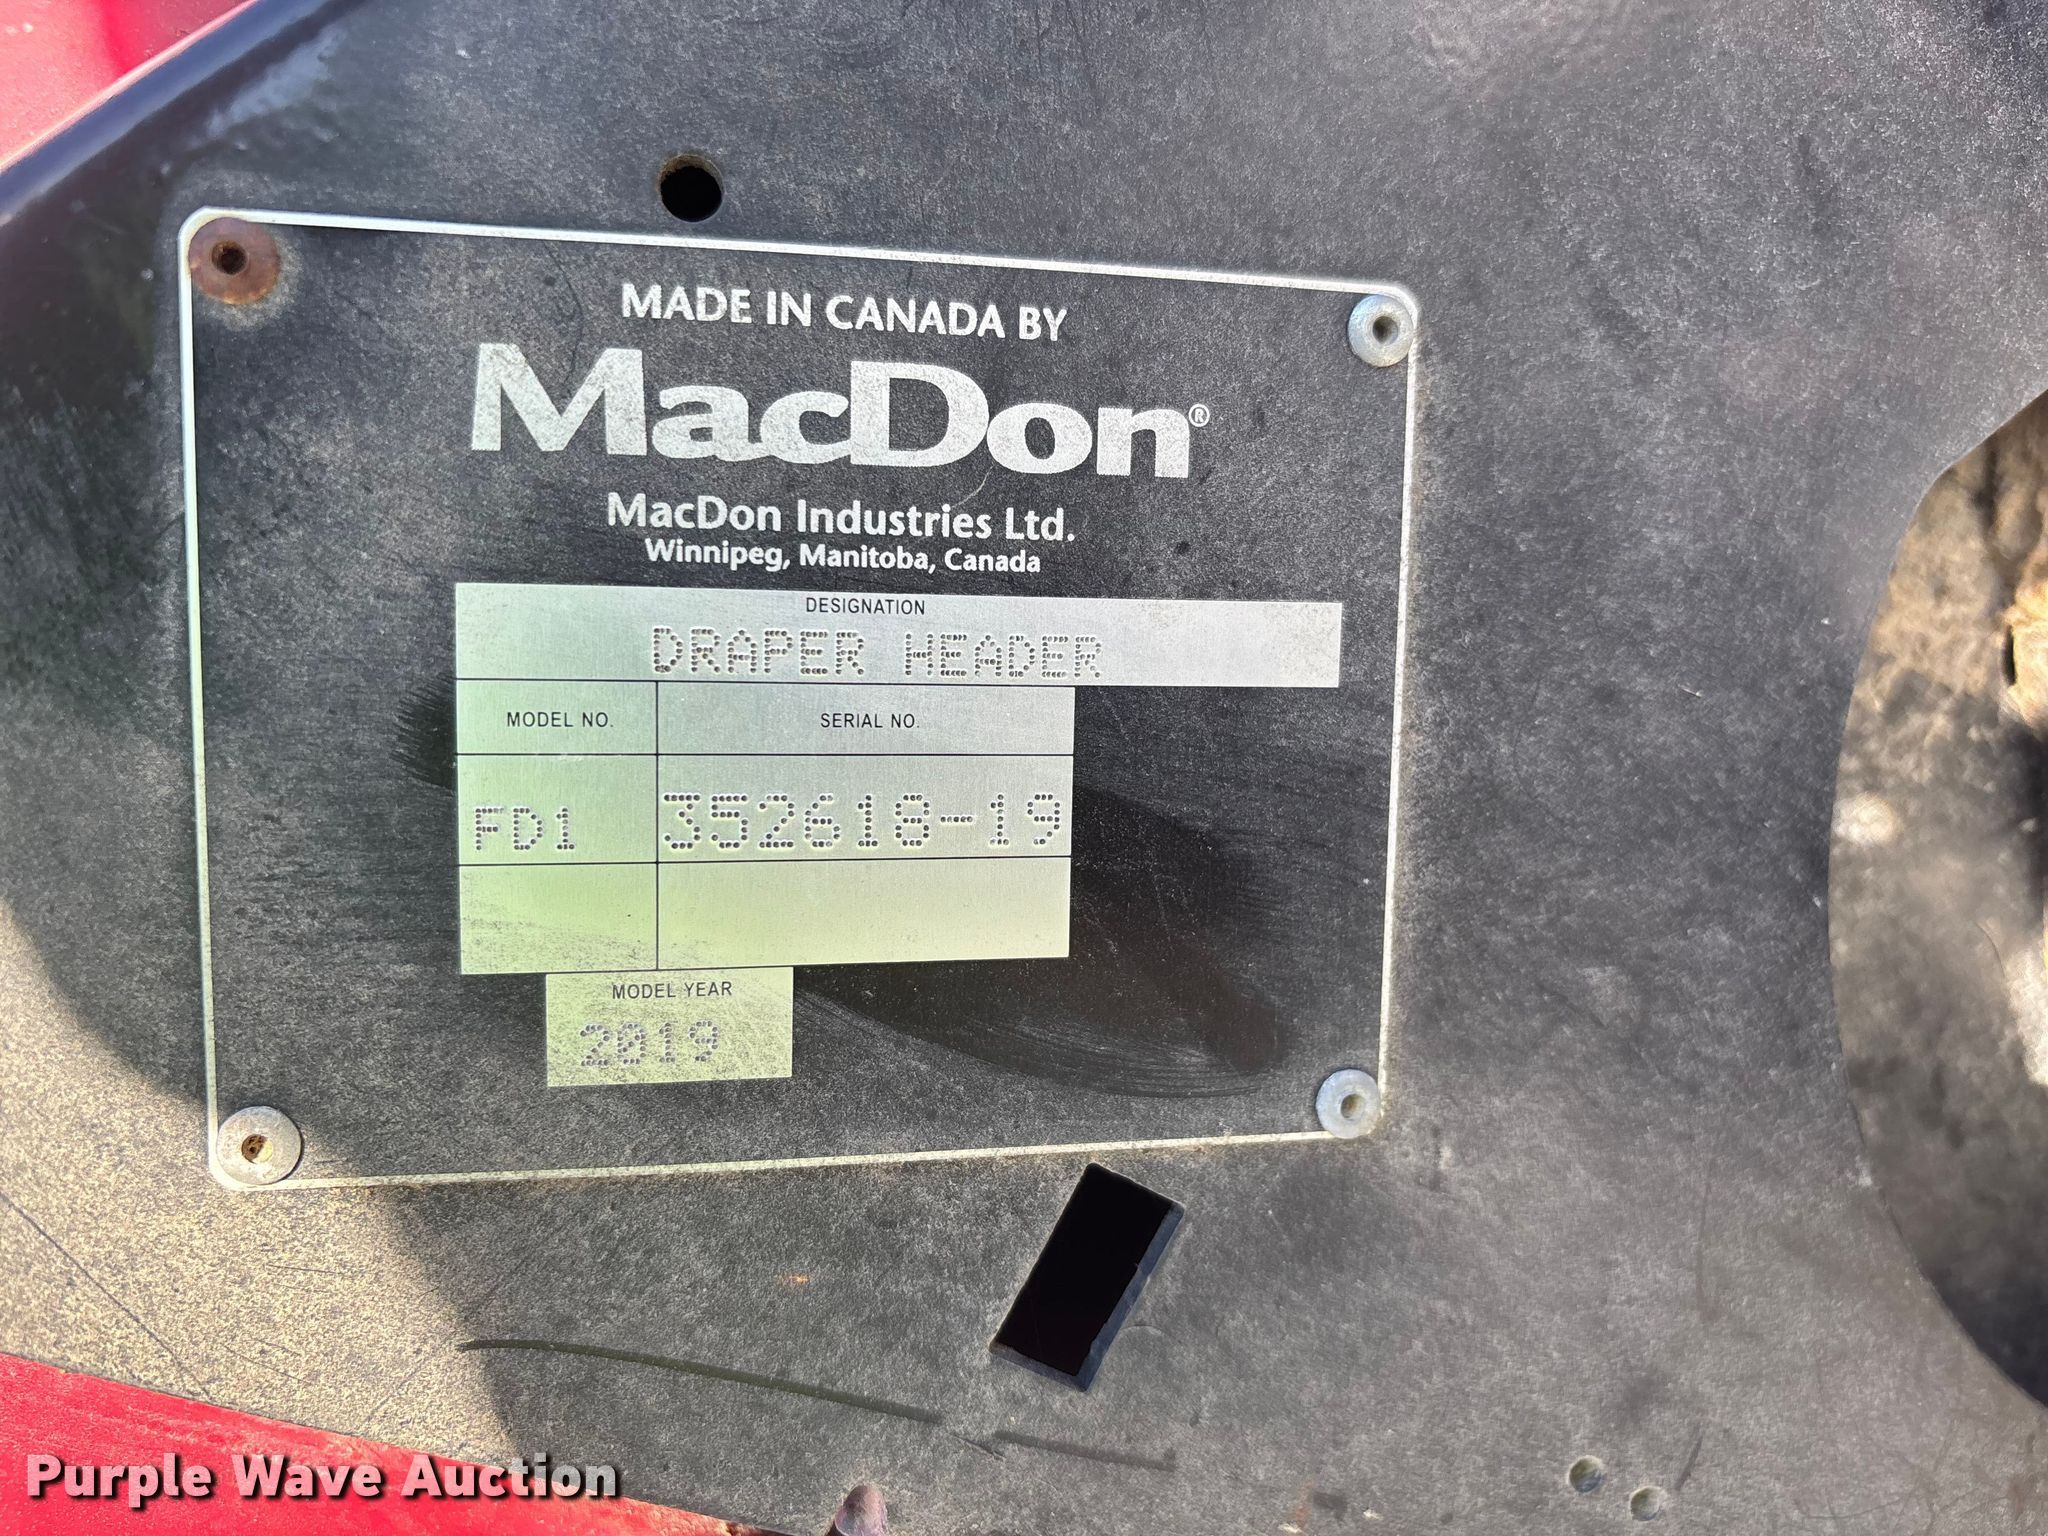 MADE IN CANADA BY
MacDon®
MacDon Industries Ltd.
Winnipeg, Manitoba, Canada
DESIGNATION
DRAPER HEADER
MODEL NO. SERIAL NO.
FD1 352618-19
MODEL YEAR
2019
Purple Wave Auction